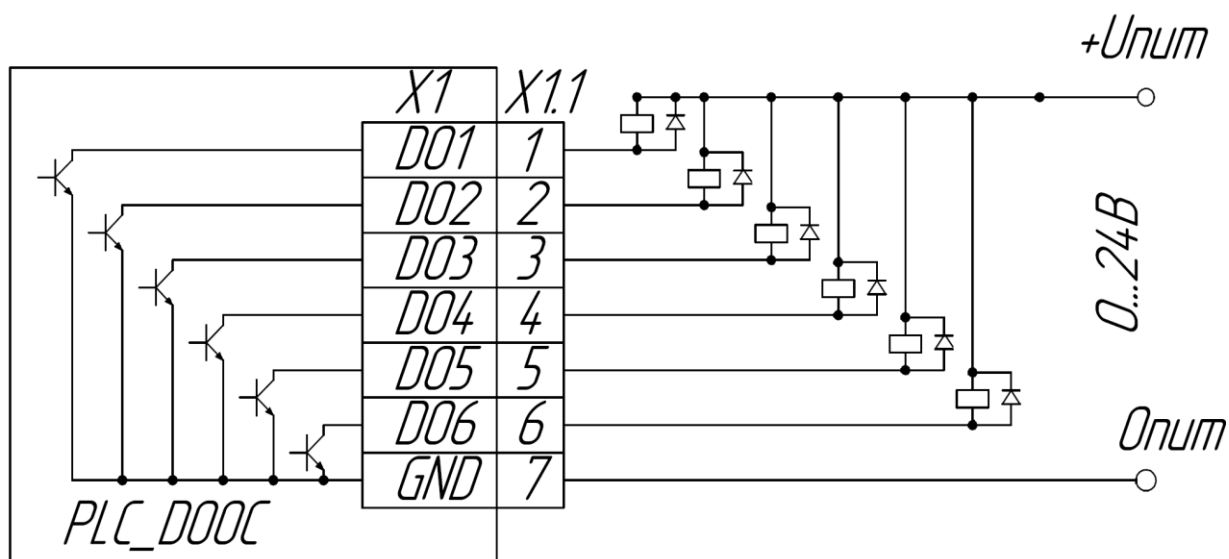 +Uпит
X1 X1.1
DO1 1
DO2 2
DO3 3
DO4 4
DO5 5
DO6 6
GND 7
0...24В
0пит
PLC_DOOC